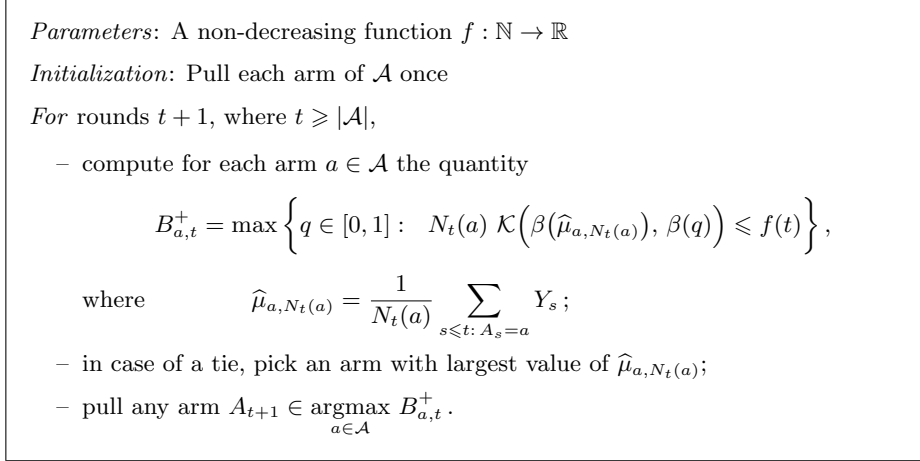 Parameters: A non-decreasing function f : ℕ → ℝ
Initialization: Pull each arm of 𝒜 once
For rounds t + 1, where t ⩾ |𝒜|,
– compute for each arm a ∈ 𝒜 the quantity
B⁺_{a,t} = max { q ∈ [0, 1] : N_t(a) 𝒦( β(μ̂_{a,N_t(a)}), β(q) ) ⩽ f(t) } ,
where μ̂_{a,N_t(a)} = 1/N_t(a) ∑_{s⩽t: A_s=a} Y_s ;
– in case of a tie, pick an arm with largest value of μ̂_{a,N_t(a)};
– pull any arm A_{t+1} ∈ argmax_{a∈𝒜} B⁺_{a,t} .